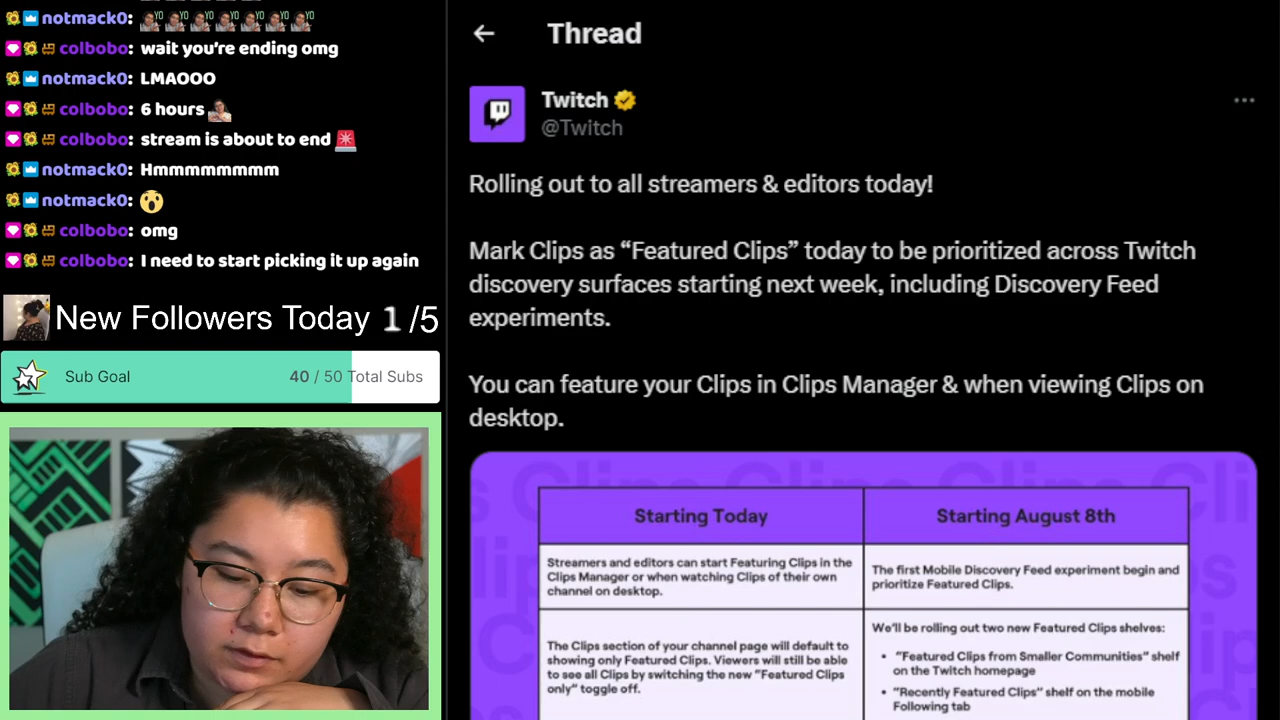 notmack0:
colbobo: wait you're ending omg
notmack0: LMAOOO
colbobo: 6 hours
colbobo: stream is about to end
notmack0: Hmmmmmmmm
notmack0:
colbobo: omg
colbobo: I need to start picking it up again
New Followers Today 1 /5
Sub Goal 40 / 50 Total Subs
Thread
Twitch
@Twitch
Rolling out to all streamers & editors today!
Mark Clips as “Featured Clips” today to be prioritized across Twitch
discovery surfaces starting next week, including Discovery Feed
experiments.
You can feature your Clips in Clips Manager & when viewing Clips on
desktop.
Starting Today
Streamers and editors can start Featuring Clips in the
Clips Manager or when watching Clips of their own
channel on desktop.
The Clips section of your channel page will default to
showing only Featured Clips. Viewers will still be able
to see all Clips by switching the new "Featured Clips
only" toggle off.
Starting August 8th
The first Mobile Discovery Feed experiment begin and
prioritize Featured Clips.
We'll be rolling out two new Featured Clips shelves:
• "Featured Clips from Smaller Communities" shelf
on the Twitch homepage
• "Recently Featured Clips" shelf on the mobile
Following tab